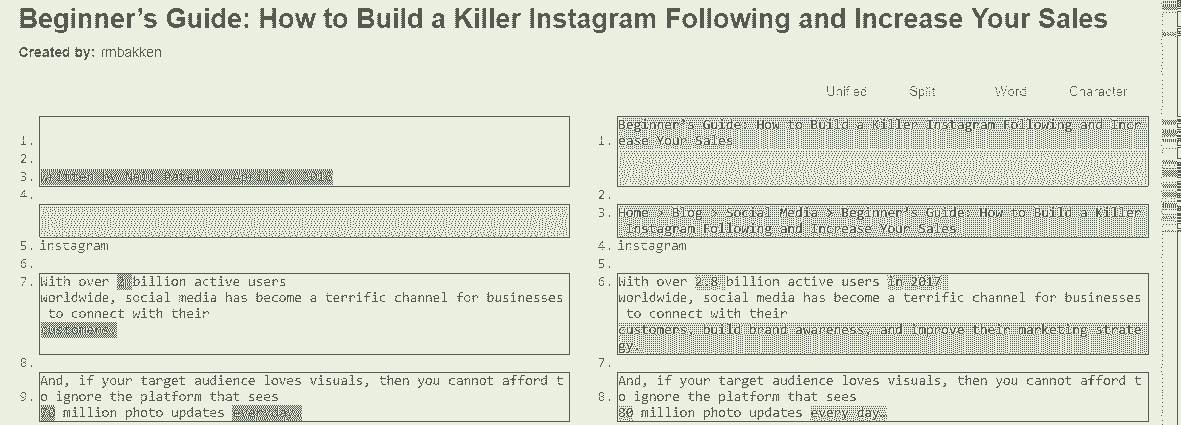 Beginner's Guide: How to Build a Killer Instagram Following and Increase Your Sales
Created by: rmbakken
Unified Split Word Character
1.
2.
3. written by Neil Patel on April 3, 2018
4.
5. instagram
6.
7. With over 2 billion active users
worldwide, social media has become a terrific channel for businesses
to connect with their
customers.
8.
And, if your target audience loves visuals, then you cannot afford t
9. o ignore the platform that sees
70 million photo updates everyday.
Beginner's Guide: How to Build a Killer Instagram Following and Incr
1. ease Your Sales
2.
3. Home > Blog > Social Media > Beginner's Guide: How to Build a Killer
Instagram Following and Increase Your Sales
4. instagram
5.
6. With over 2.8 billion active users in 2017
worldwide, social media has become a terrific channel for businesses
to connect with their
customers, build brand awareness, and improve their marketing strate
gy.
7.
And, if your target audience loves visuals, then you cannot afford t
8. o ignore the platform that sees
80 million photo updates every day.